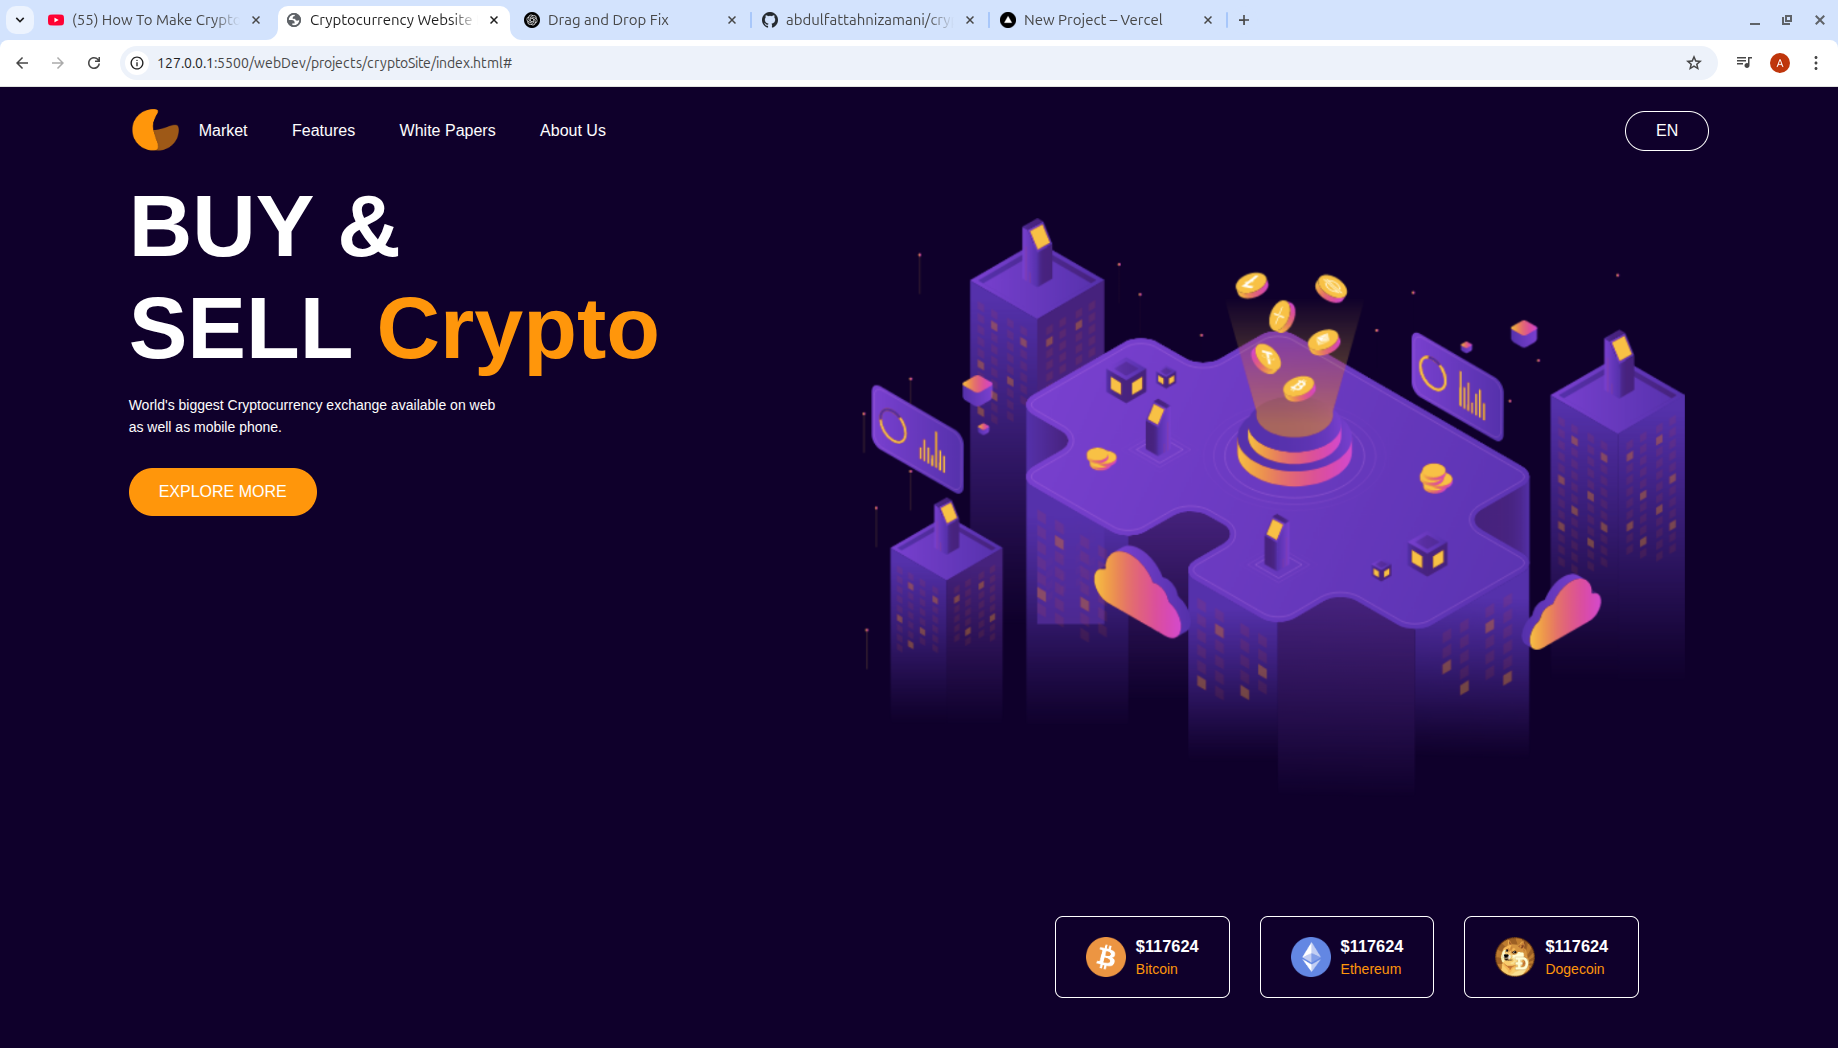 (55) How To Make Crypto
Cryptocurrency Website
Drag and Drop Fix
abdulfattahnizamani/cry
New Project – Vercel
127.0.0.1:5500/webDev/projects/cryptoSite/index.html#
A
Market
Features
White Papers
About Us
EN
BUY &
SELL Crypto
World's biggest Cryptocurrency exchange available on web
as well as mobile phone.
EXPLORE MORE
$117624
Bitcoin
$117624
Ethereum
$117624
Dogecoin